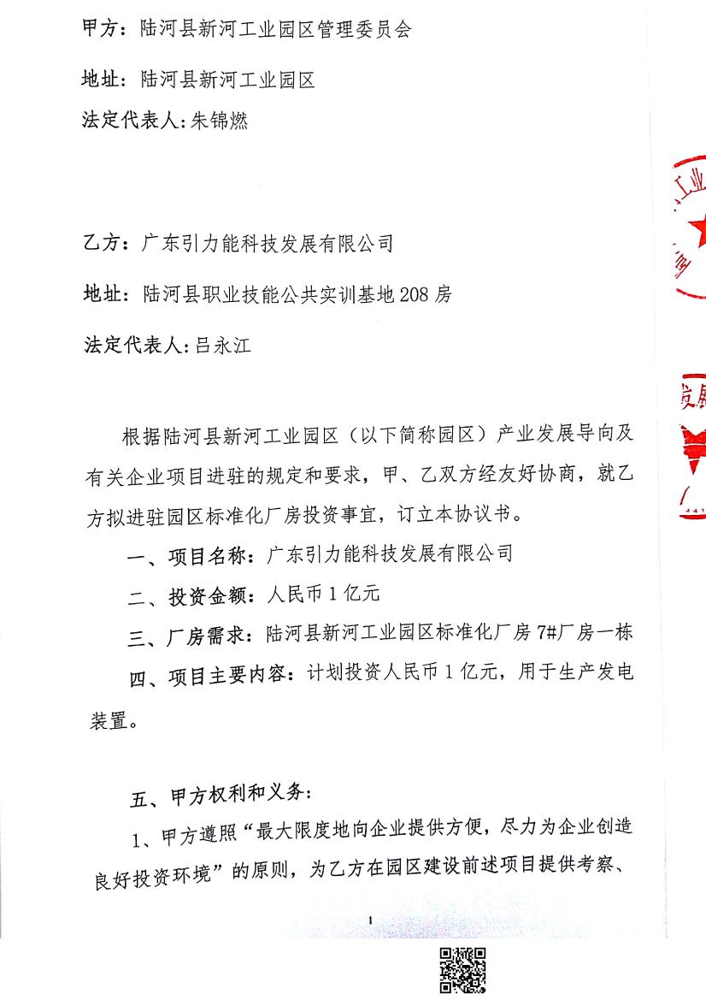 甲方：陆河县新河工业园区管理委员会
地址：陆河县新河工业园区
法定代表人:朱锦燃
乙方：广东引力能科技发展有限公司
地址：陆河县职业技能公共实训基地 208 房
法定代表人:吕永江
根据陆河县新河工业园区（以下简称园区）产业发展导向及
有关企业项目进驻的规定和要求，甲、乙双方经友好协商，就乙
方拟进驻园区标准化厂房投资事宜，订立本协议书。
一、项目名称：广东引力能科技发展有限公司
二、投资金额：人民币 1 亿元
三、厂房需求：陆河县新河工业园区标准化厂房 7#厂房一栋
四、项目主要内容：计划投资人民币 1 亿元，用于生产发电
装置。
五、甲方权利和义务：
1、甲方遵照“最大限度地向企业提供方便，尽力为企业创造
良好投资环境”的原则，为乙方在园区建设前述项目提供考察、
1
工业
发展